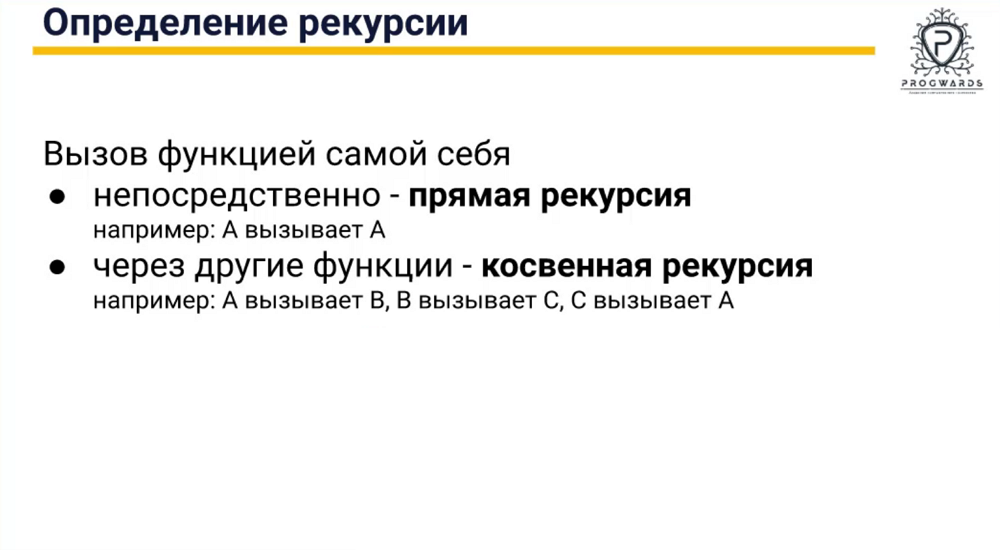 Определение рекурсии
P
PROGWARDS
Вызов функцией самой себя
● непосредственно - прямая рекурсия
например: А вызывает А
● через другие функции - косвенная рекурсия
например: А вызывает В, В вызывает С, С вызывает А